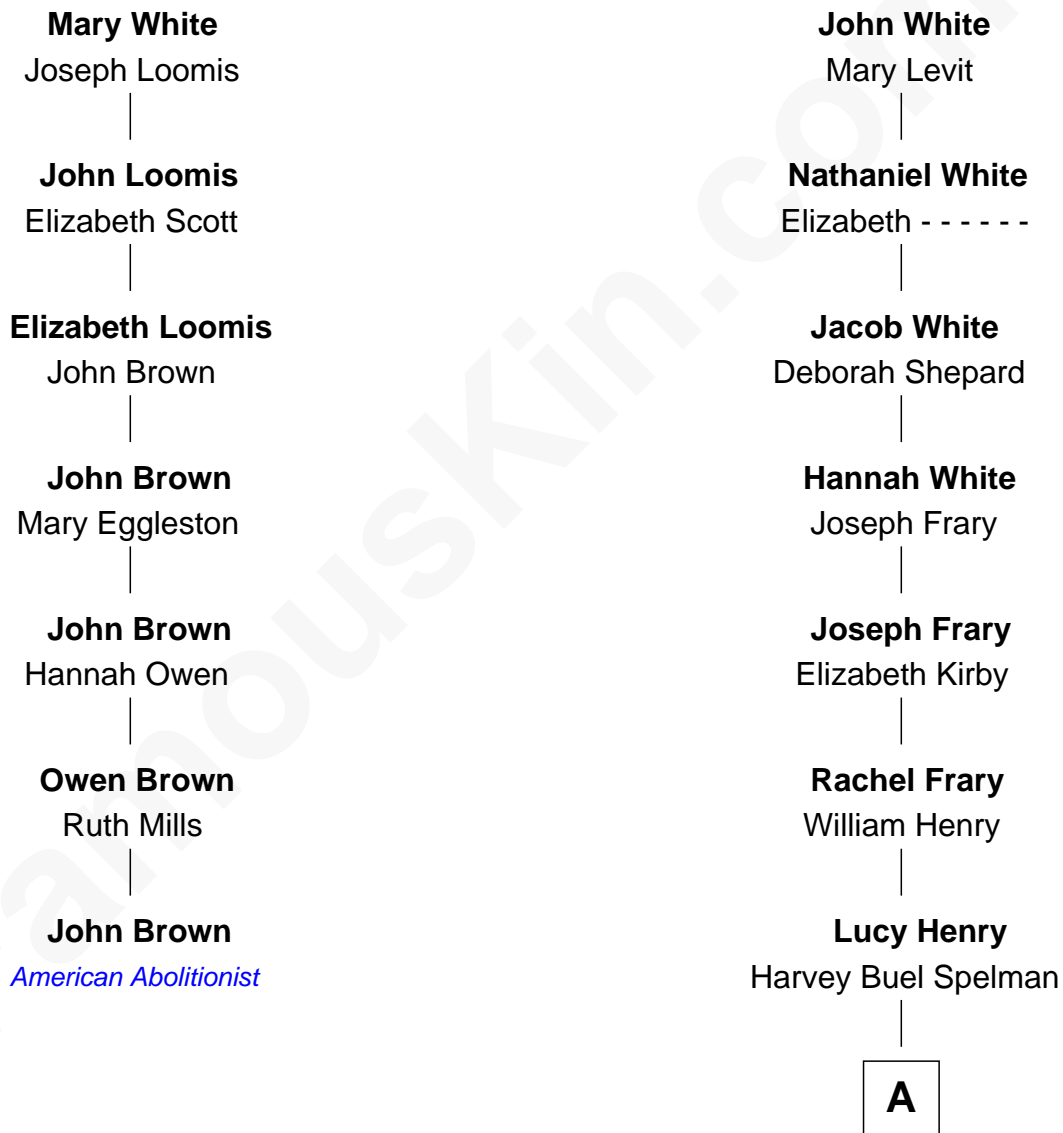 Mary White
Joseph Loomis
John Loomis
Elizabeth Scott
Elizabeth Loomis
John Brown
John Brown
Mary Eggleston
John Brown
Hannah Owen
Owen Brown
Ruth Mills
John Brown
American Abolitionist
John White
Mary Levit
Nathaniel White
Elizabeth - - - - - -
Jacob White
Deborah Shepard
Hannah White
Joseph Frary
Joseph Frary
Elizabeth Kirby
Rachel Frary
William Henry
Lucy Henry
Harvey Buel Spelman
A
amouskin.com